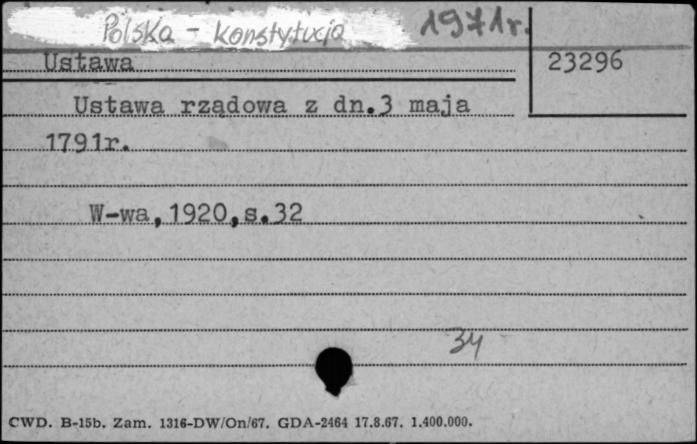 Polska - konstytucja 1971r.
Ustawa 23296
Ustawa rządowa z dn.3 maja
1791r.
W-wa,1920,s.32
34
CWD. B-15b. Zam. 1316-DW/On/67. GDA-2464 17.8.67. 1.400.000.